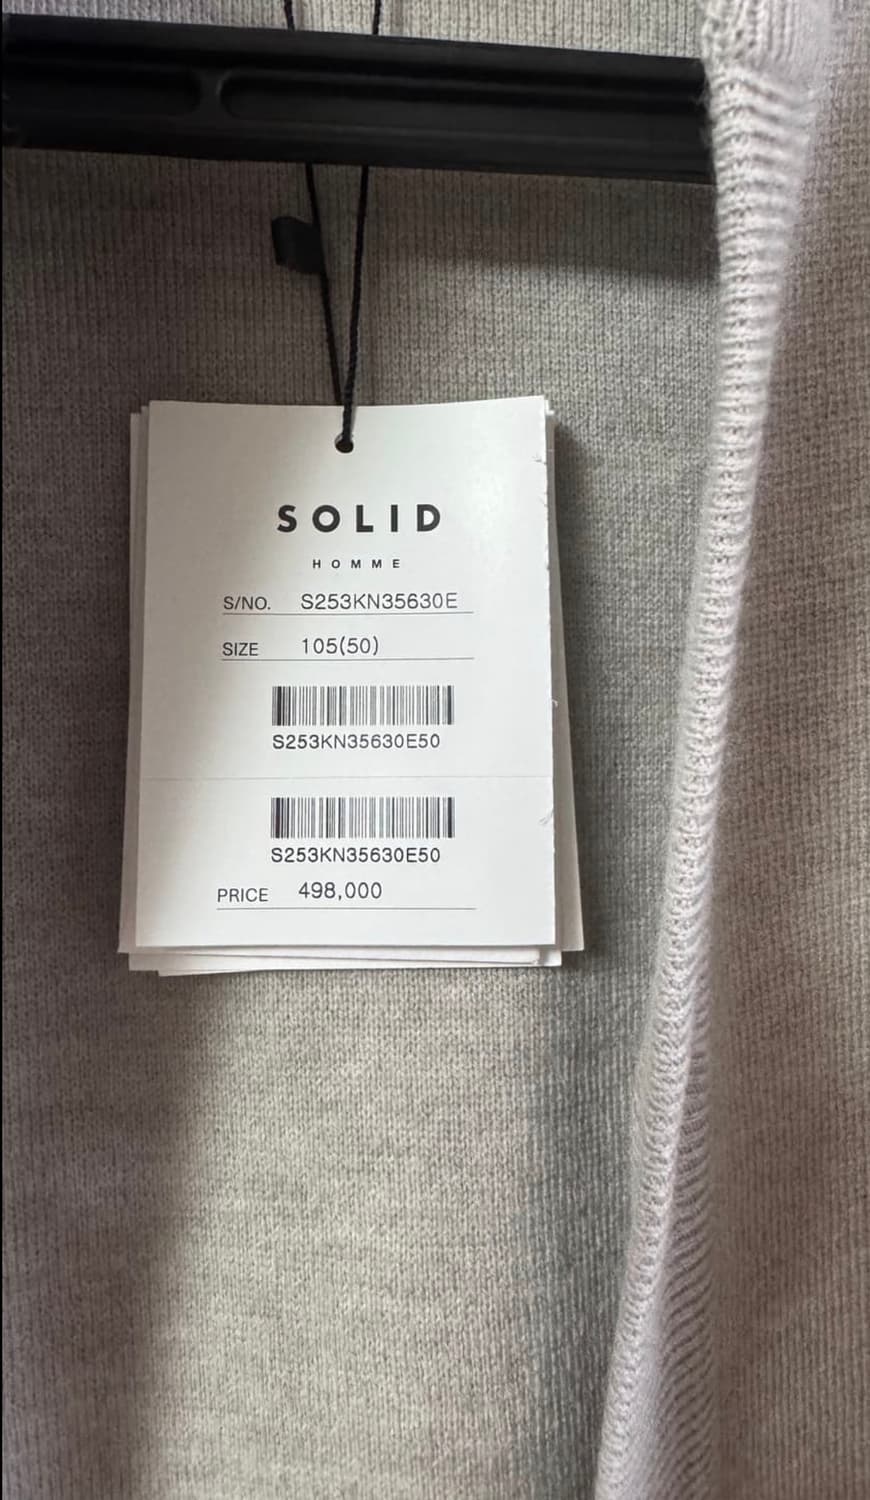 SOLID
HOMME
S/NO. S253KN35630E
SIZE 105(50)
S253KN35630E50
S253KN35630E50
PRICE 498,000